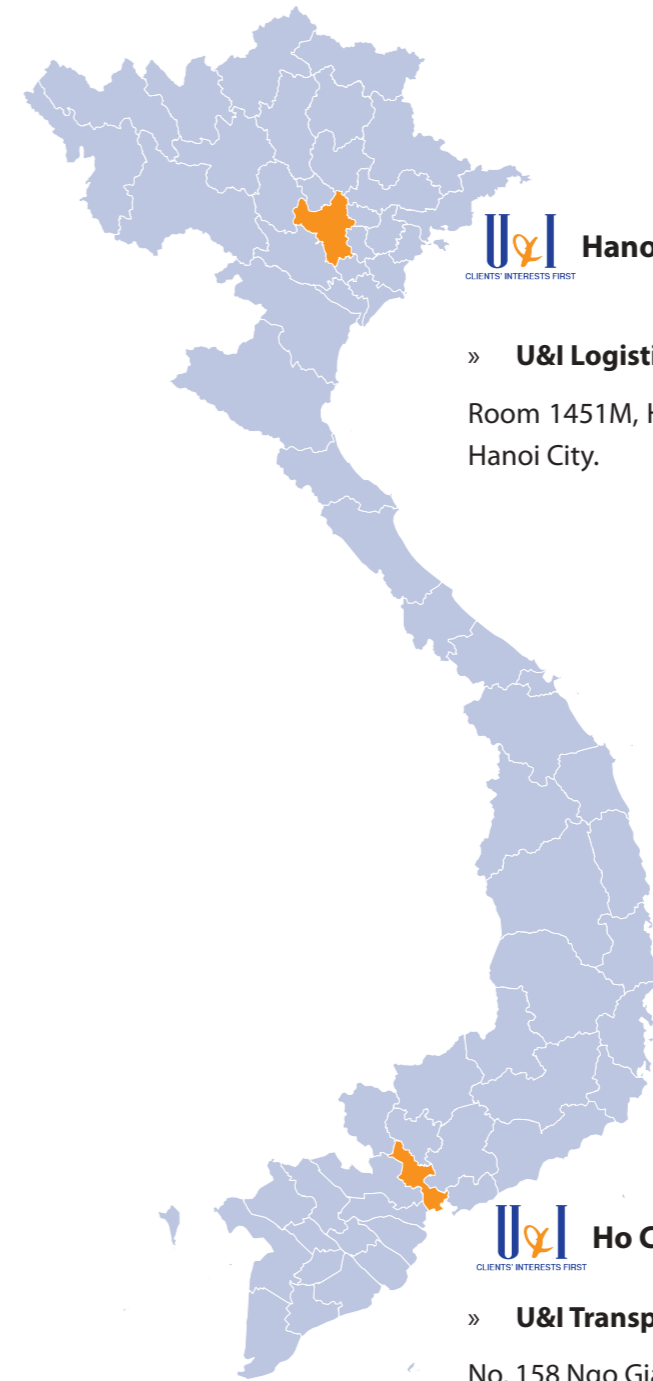 U&I Hano
CLIENTS' INTERESTS FIRST
» U&I Logisti
Room 1451M, H
Hanoi City.
U&I Ho C
CLIENTS' INTERESTS FIRST
» U&I Transp
No. 158 Ngo Gia